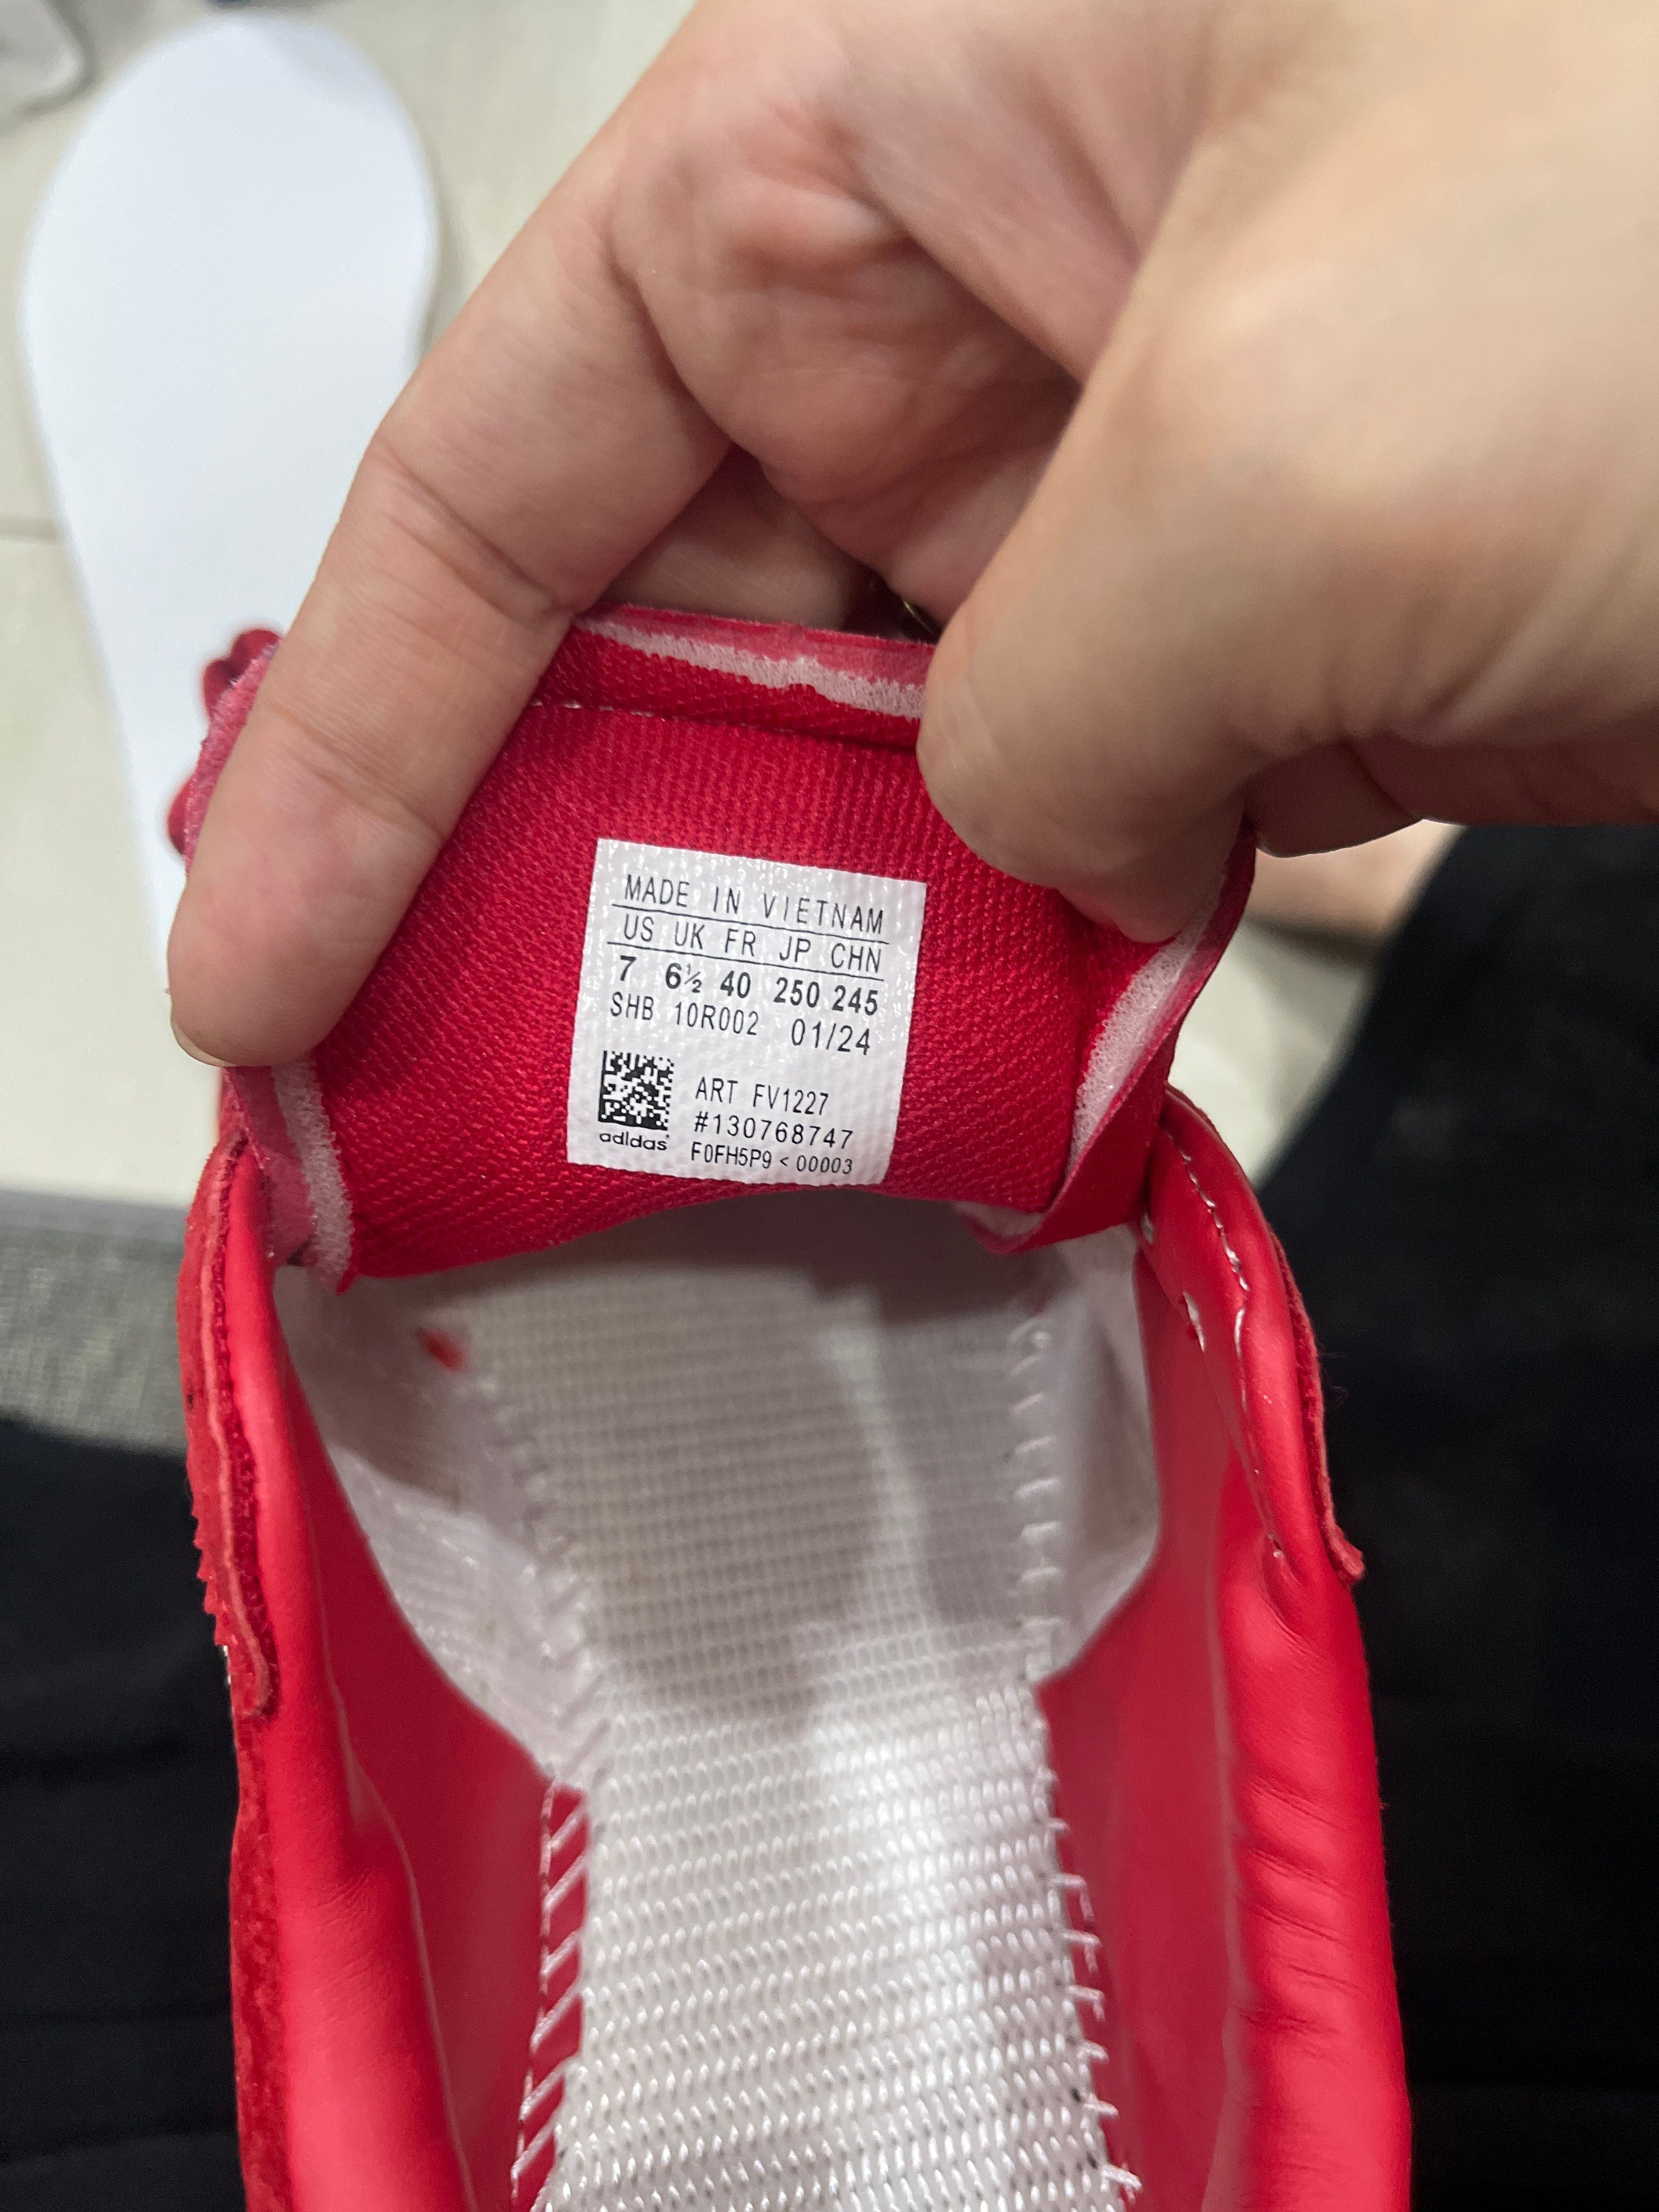 MADE IN VIETNAM
US UK FR JP CHN
7 6½ 40 250 245
SHB 10R002 01/24
ART FV1227
#130768747
adidas F0FH5P9 < 00003